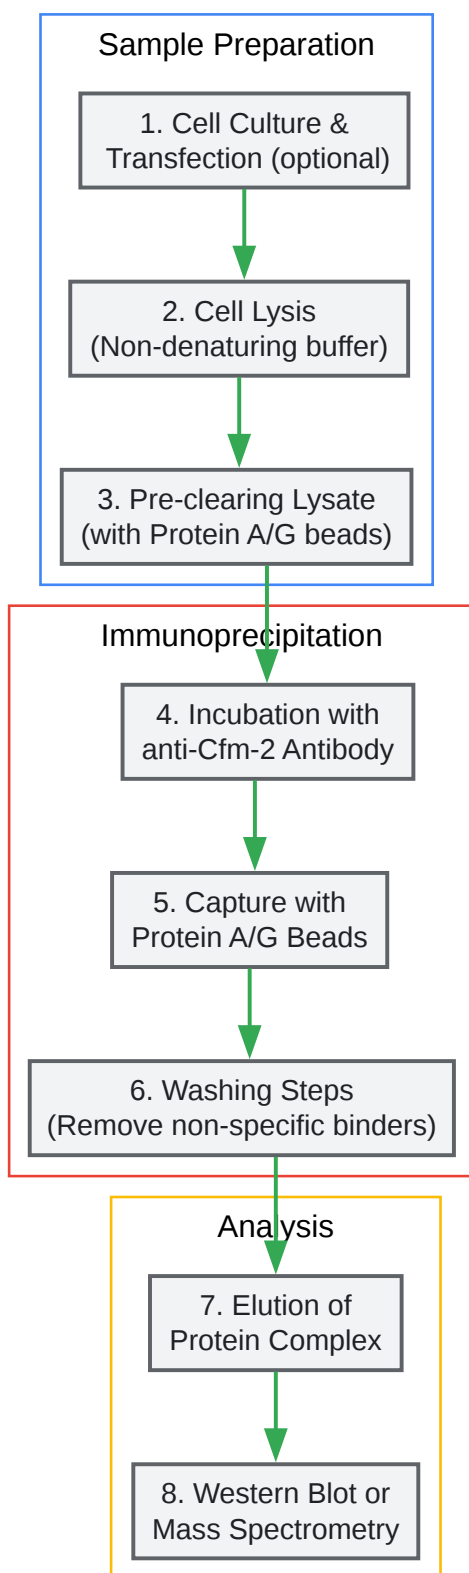 Sample Preparation
1. Cell Culture &
Transfection (optional)
2. Cell Lysis
(Non-denaturing buffer)
3. Pre-clearing Lysate
(with Protein A/G beads)
Immunoprecipitation
4. Incubation with
anti-Cfm-2 Antibody
5. Capture with
Protein A/G Beads
6. Washing Steps
(Remove non-specific binders)
Analysis
7. Elution of
Protein Complex
8. Western Blot or
Mass Spectrometry